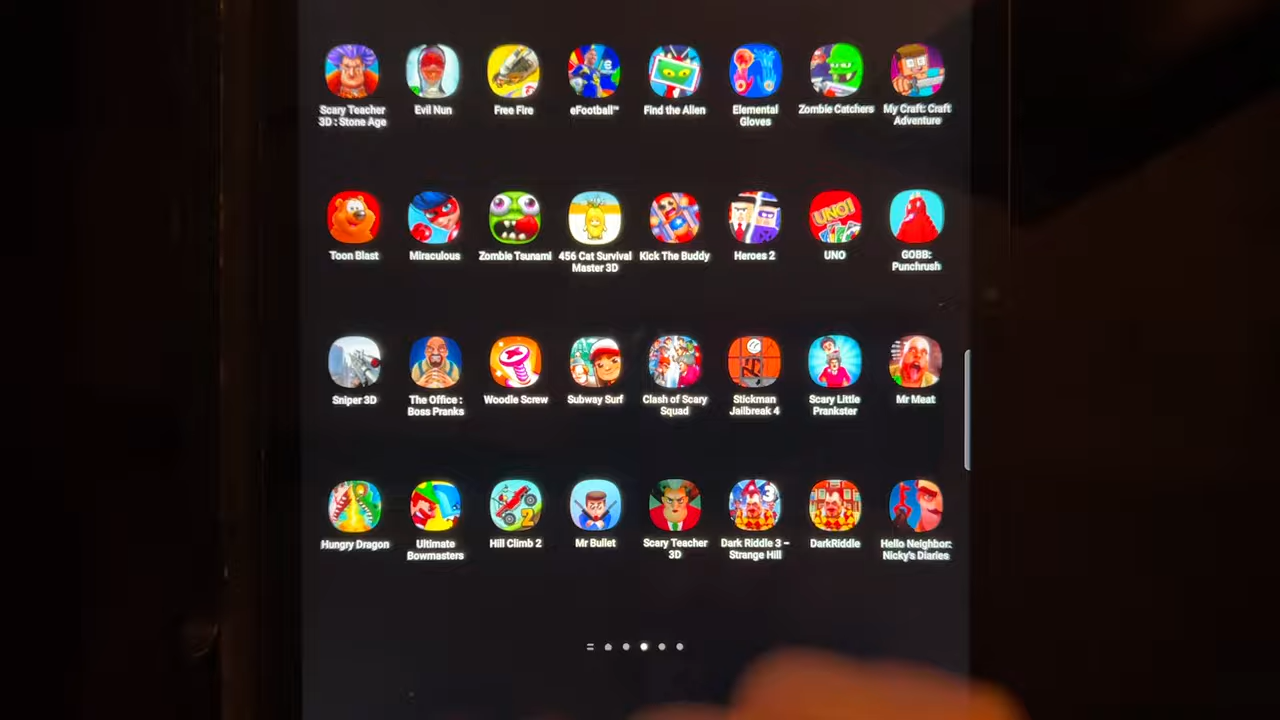 Scary Teacher
3D : Stone Age
Evil Nun
Free Fire
eFootball™
Find the Alien
Elemental
Gloves
Zombie Catchers
My Craft: Craft
Adventure
Toon Blast
Miraculous
Zombie Tsunami
456 Cat Survival
Master 3D
Kick The Buddy
Heroes 2
UNO!
UNO
GOBB:
Punchrush
Sniper 3D
The Office :
Boss Pranks
Woodle Screw
Subway Surf
Clash of Scary
Squad
Stickman
Jailbreak 4
Scary Little
Prankster
Mr Meat
2
A3
Hungry Dragon
Ultimate
Bowmasters
Hill Climb 2
Mr Bullet
Scary Teacher
3D
Dark Riddle 3 –
Strange Hill
DarkRiddle
Hello Neighbor:
Nicky's Diaries